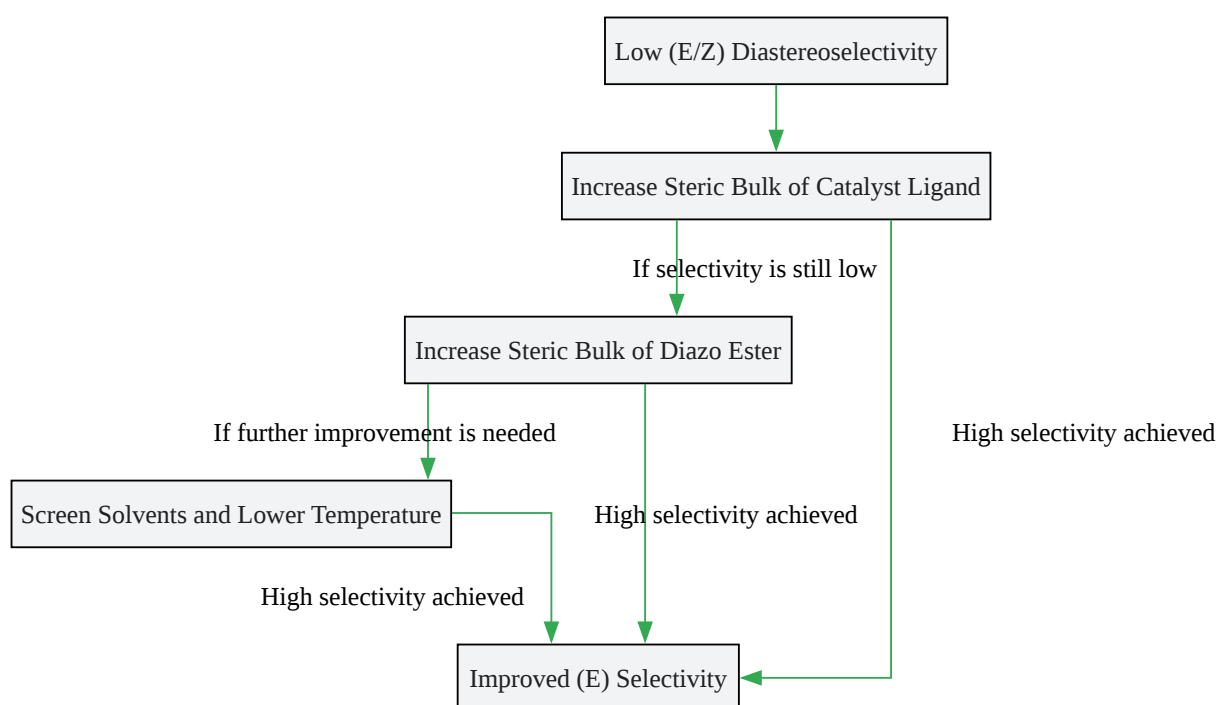 Low (E/Z) Diastereoselectivity
Increase Steric Bulk of Catalyst Ligand
If selectivity is still low
Increase Steric Bulk of Diazo Ester
If further improvement is needed
High selectivity achieved
Screen Solvents and Lower Temperature
High selectivity achieved
High selectivity achieved
Improved (E) Selectivity